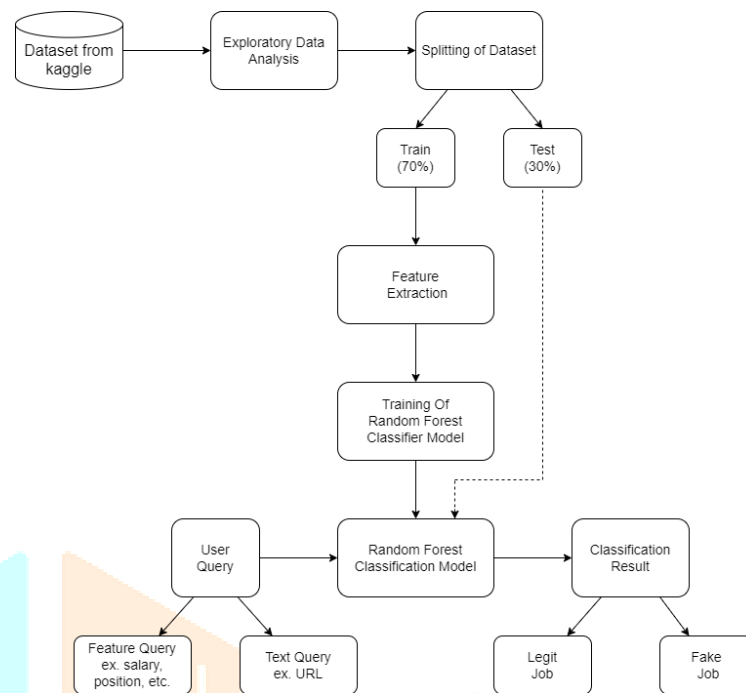 Dataset from
kaggle
Exploratory Data
Analysis
Splitting of Dataset
Train
(70%)
Test
(30%)
Feature
Extraction
Training Of
Random Forest
Classifier Model
User
Query
Random Forest
Classification Model
Classification
Result
Feature Query
ex. salary,
position, etc.
Text Query
ex. URL
Legit
Job
Fake
Job